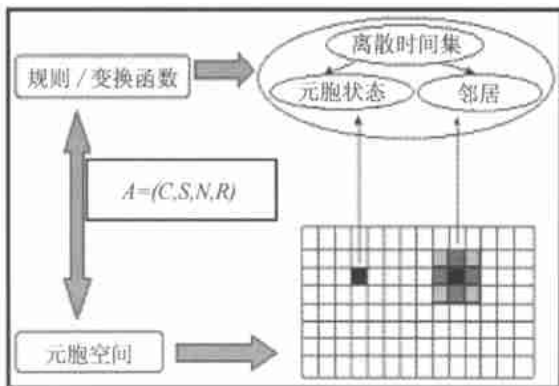 离散时间集
规则/变换函数
元胞状态
邻居
A=(C,S,N,R)
元胞空间